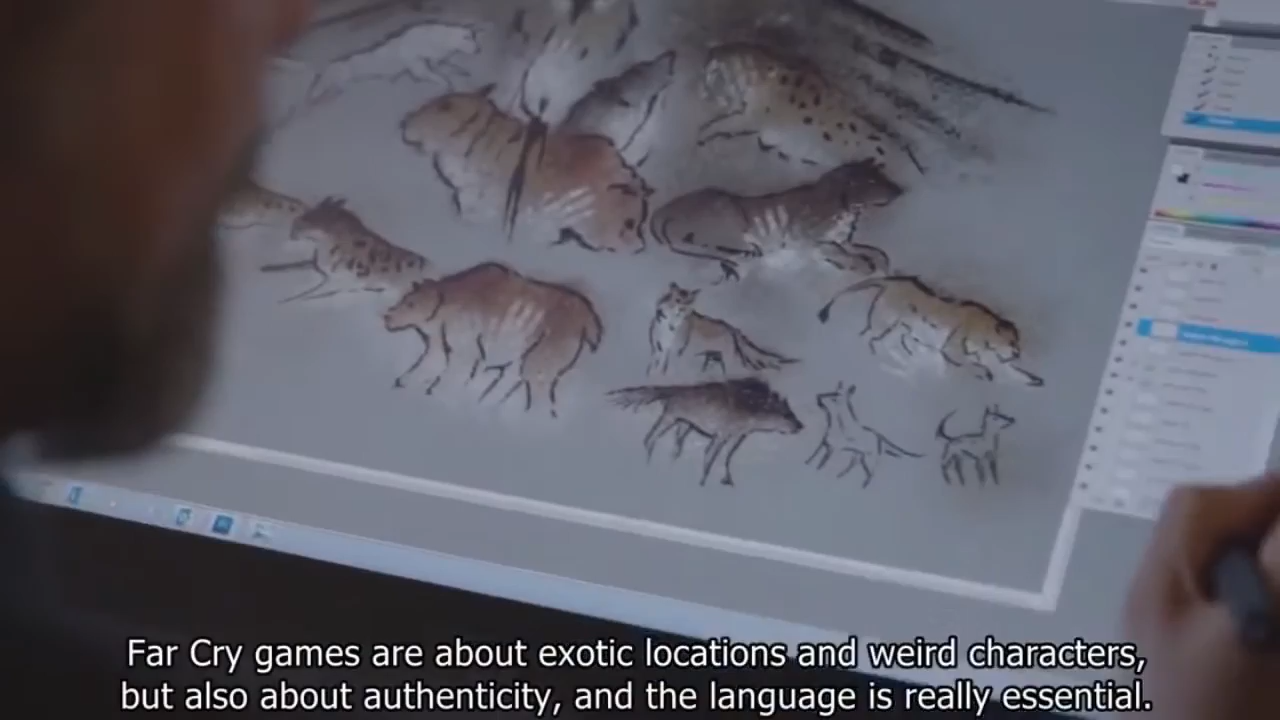 Far Cry games are about exotic locations and weird characters,
but also about authenticity, and the language is really essential.